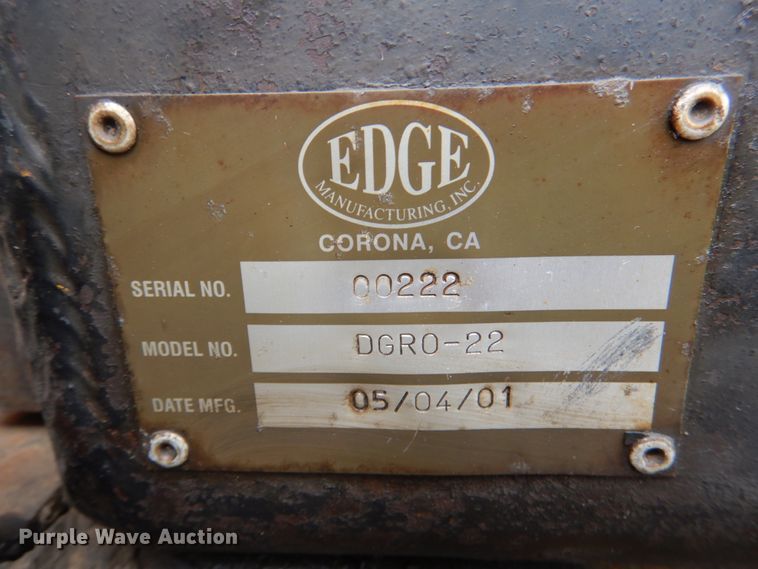 EDGE
MANUFACTURING, INC.
CORONA, CA
SERIAL NO. 00222
MODEL NO. DGRO-22
DATE MFG. 05/04/01
Purple Wave Auction